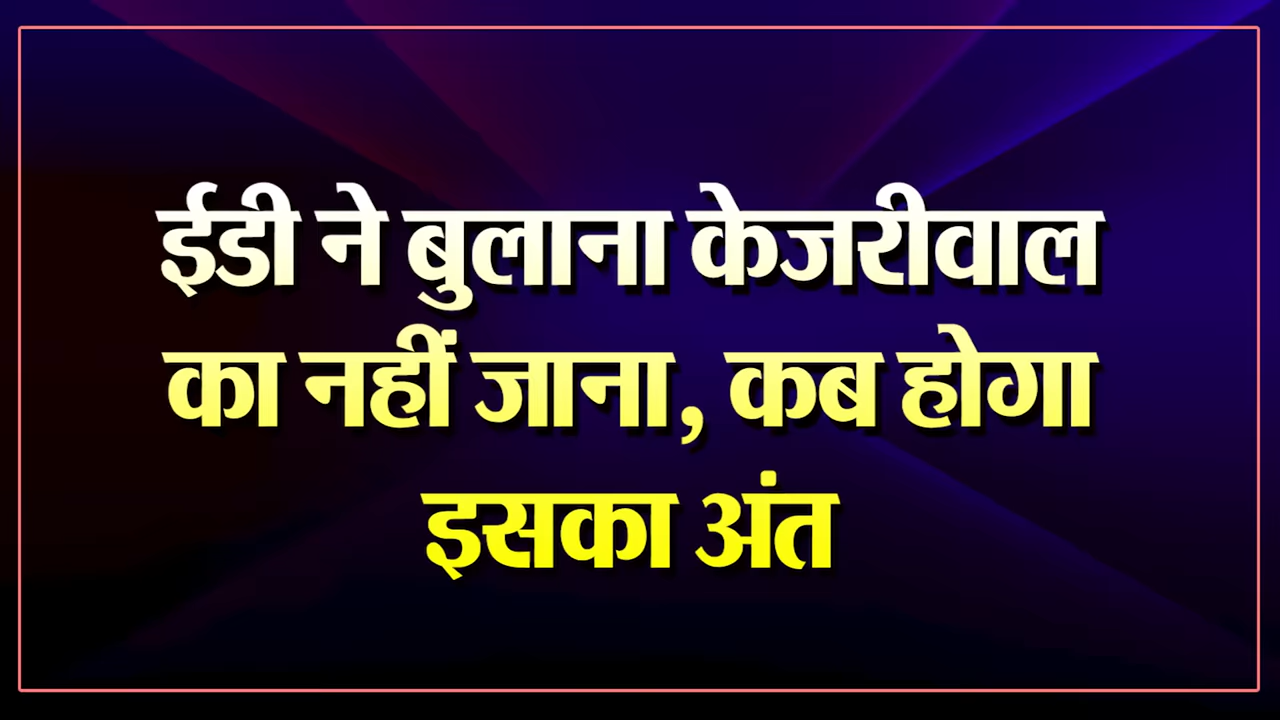 ईडी ने बुलाना केजरीवाल
का नहीं जाना, कब होगा
इसका अंत